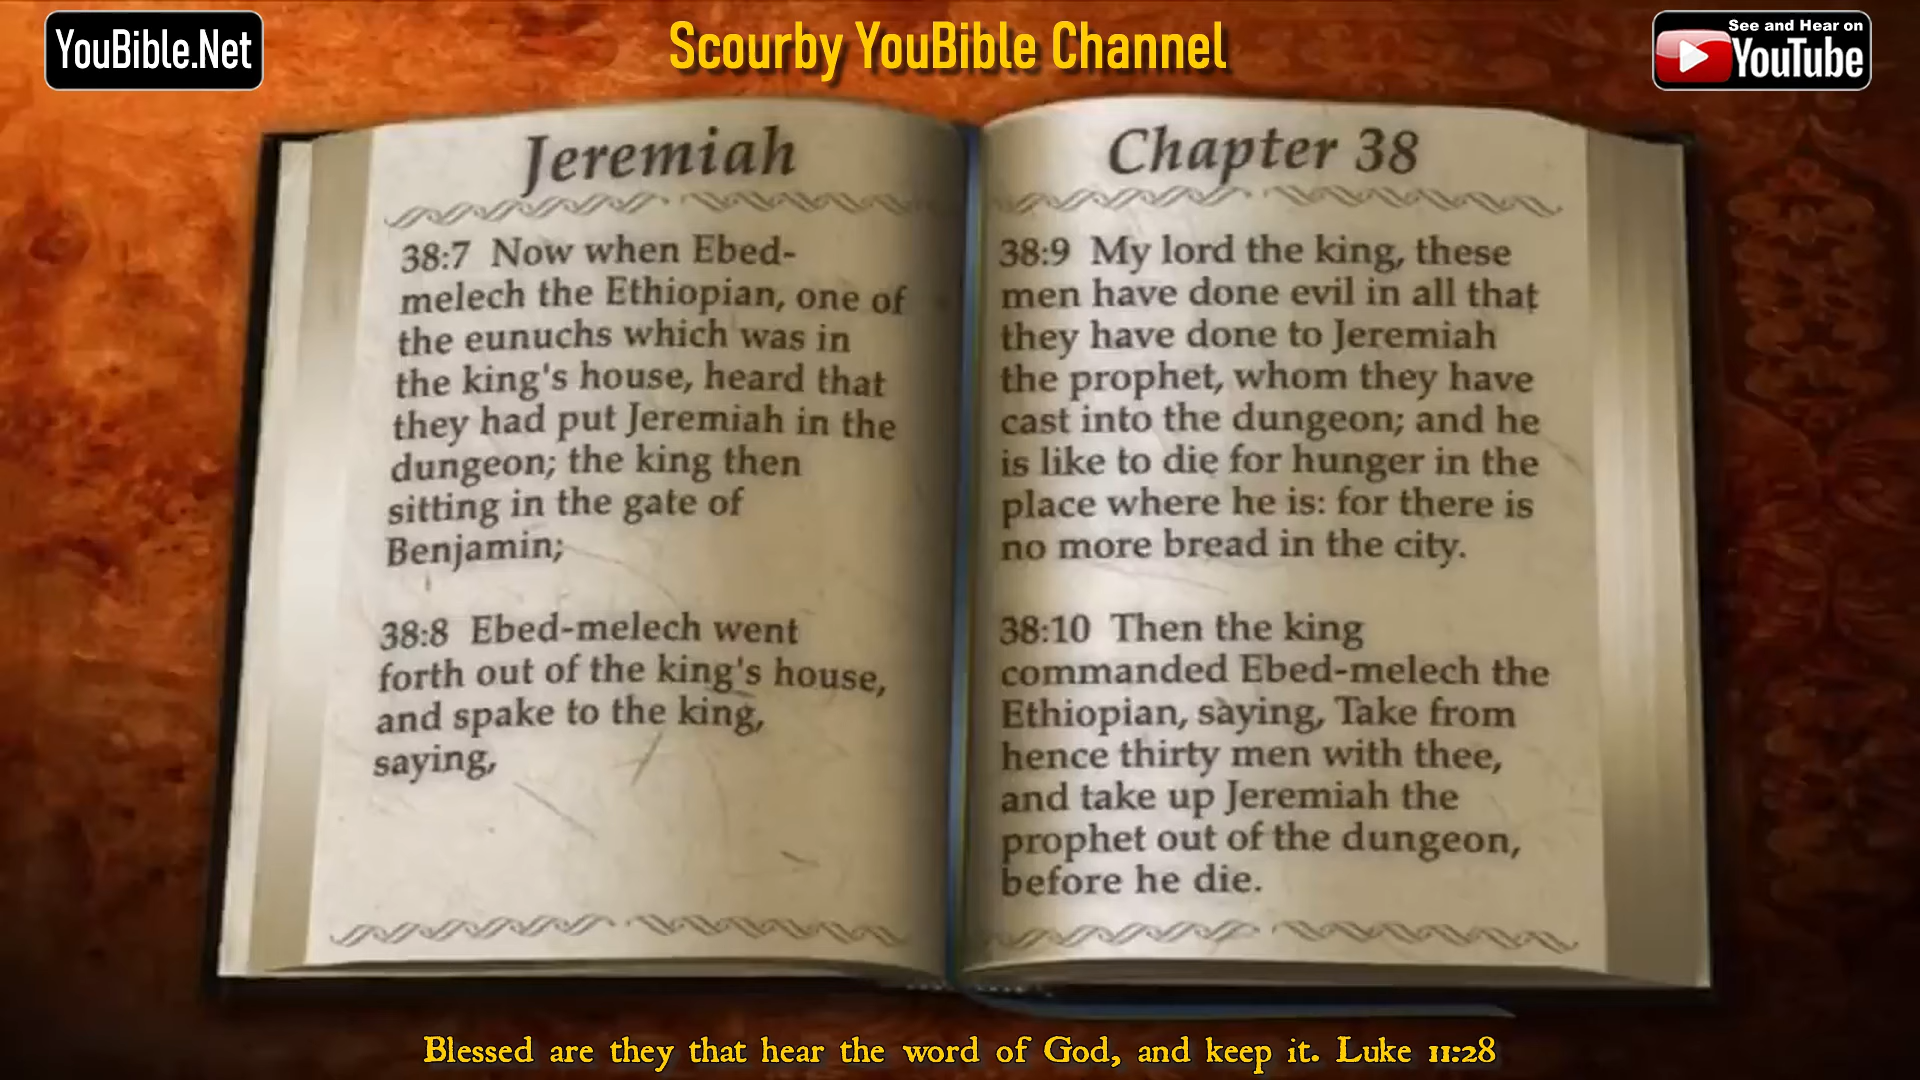 YouBible.Net
Scourby YouBible Channel
See and Hear on
YouTube
Jeremiah
38:7 Now when Ebed-
melech the Ethiopian, one of
the eunuchs which was in
the king's house, heard that
they had put Jeremiah in the
dungeon; the king then
sitting in the gate of
Benjamin;
38:8 Ebed-melech went
forth out of the king's house,
and spake to the king,
saying,
Chapter 38
38:9 My lord the king, these
men have done evil in all that
they have done to Jeremiah
the prophet, whom they have
cast into the dungeon; and he
is like to die for hunger in the
place where he is: for there is
no more bread in the city.
38:10 Then the king
commanded Ebed-melech the
Ethiopian, saying, Take from
hence thirty men with thee,
and take up Jeremiah the
prophet out of the dungeon,
before he die.
Blessed are they that hear the word of God, and keep it. Luke 11:28